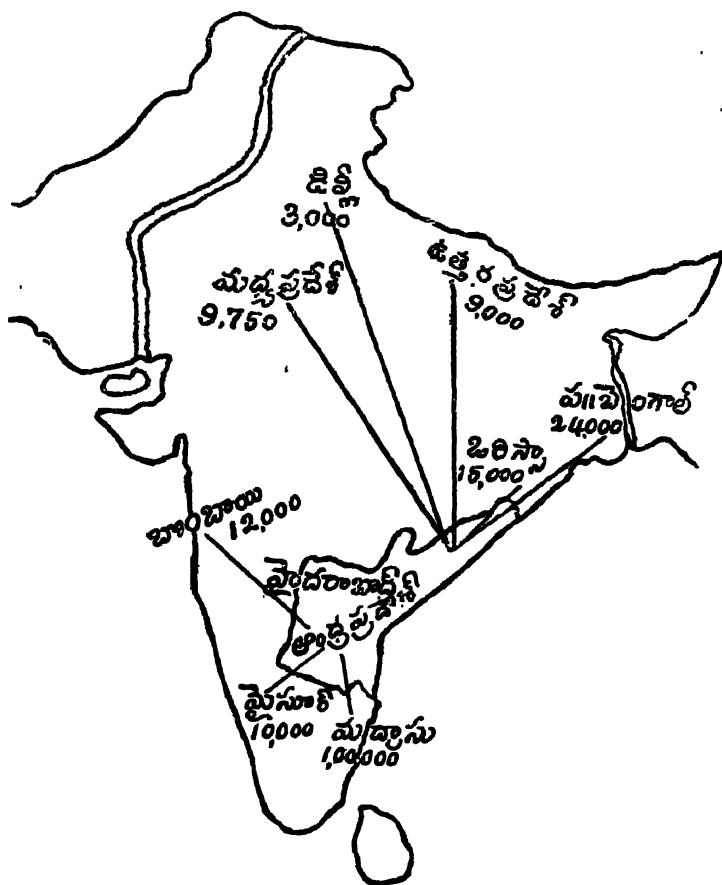 డిల్లీ
3,000
ఉత్తర ప్రదేశ్
9,000
మధ్యప్రదేశ్
9,750
ప॥బెంగాల్
24,000
ఒరిస్సా
15,000
బొంబాయి
12,000
హైదరాబాద్
ఆంధ్రప్రదేశ్
మైసూర్
10,000
మద్రాసు
1,00,000